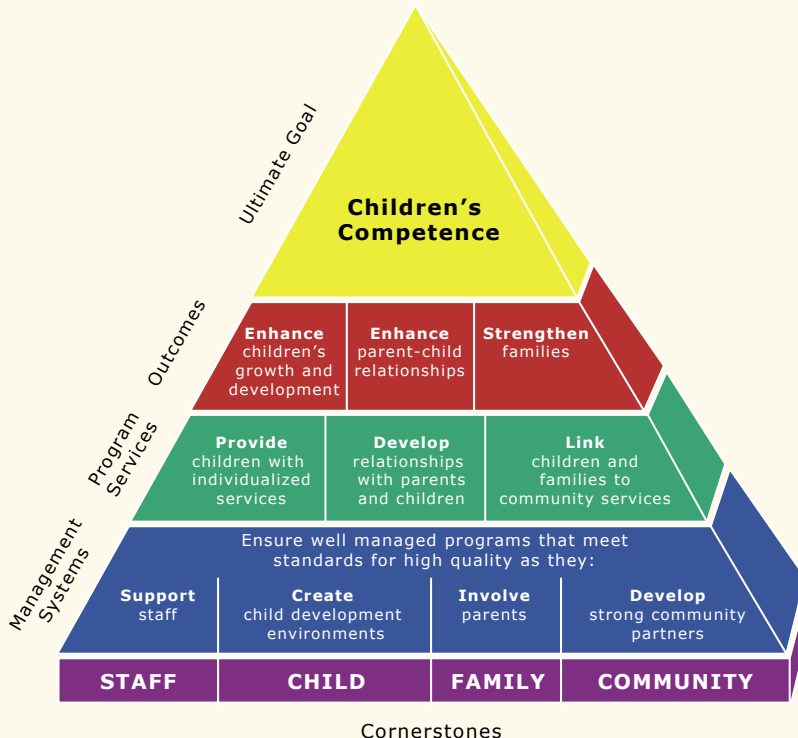 Ultimate Goal
Children’s
Competence
Outcomes
Enhance
children’s
growth and
development
Enhance
parent-child
relationships
Strengthen
families
Program
Services
Provide
children with
individualized
services
Develop
relationships
with parents
and children
Link
children and
families to
community services
Management
Systems
Ensure well managed programs that meet
standards for high quality as they:
Support
staff
Create
child development
environments
Involve
parents
Develop
strong community
partners
STAFF
CHILD
FAMILY
COMMUNITY
Cornerstones